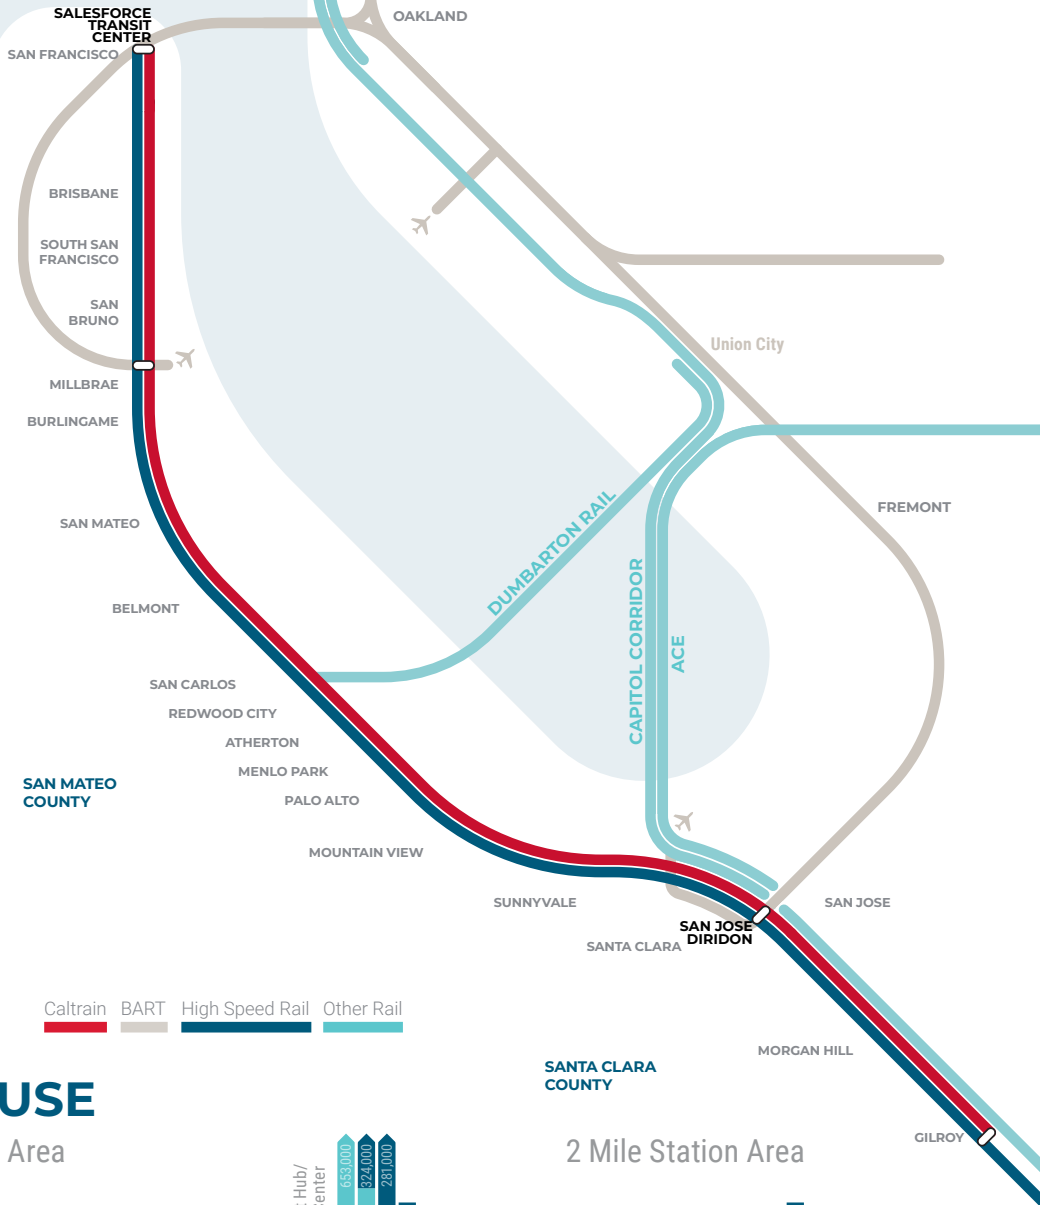 SALESFORCE
TRANSIT
CENTER
OAKLAND
SAN FRANCISCO
BRISBANE
SOUTH SAN
FRANCISCO
SAN
BRUNO
MILLBRAE
BURLINGAME
Union City
SAN MATEO
FREMONT
DUMBARTON RAIL
CAPITOL CORRIDOR
ACE
BELMONT
SAN CARLOS
REDWOOD CITY
ATHERTON
MENLO PARK
PALO ALTO
SAN MATEO
COUNTY
MOUNTAIN VIEW
SUNNYVALE
SAN JOSE
SAN JOSE
DIRIDON
SANTA CLARA
Caltrain BART High Speed Rail Other Rail
MORGAN HILL
SANTA CLARA
COUNTY
GILROY
USE
Area
2 Mile Station Area
Hub/
enter
653,000
324,000
281,000